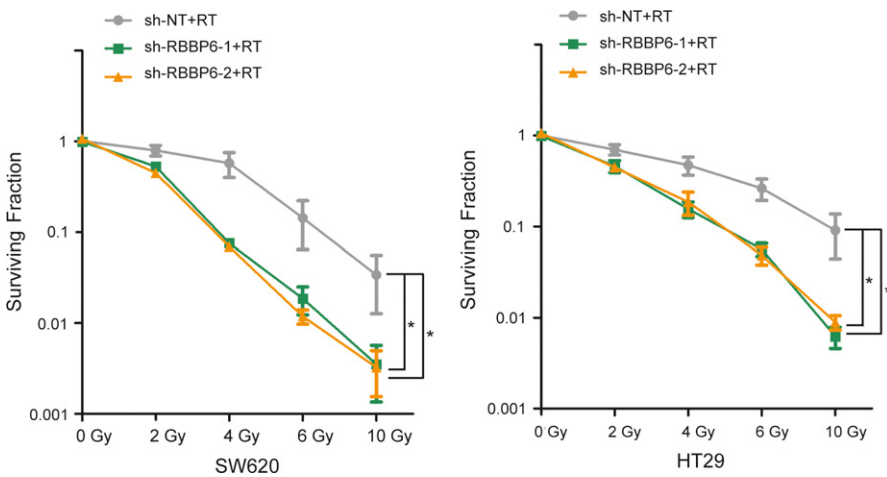 sh-NT+RT
sh-RBBP6-1+RT
sh-RBBP6-2+RT
Surviving Fraction
1
0.1
0.01
0.001
*
*
0 Gy 2 Gy 4 Gy 6 Gy 10 Gy
SW620
sh-NT+RT
sh-RBBP6-1+RT
sh-RBBP6-2+RT
Surviving Fraction
1
0.1
0.01
0.001
*
0 Gy 2 Gy 4 Gy 6 Gy 10 Gy
HT29